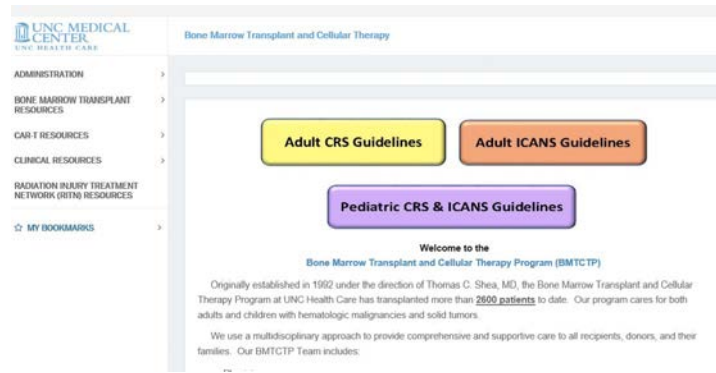 UNC MEDICAL
CENTER
UNC HEALTH CARE
Bone Marrow Transplant and Cellular Therapy
ADMINISTRATION
BONE MARROW TRANSPLANT
RESOURCES
CAR-T RESOURCES
CLINICAL RESOURCES
RADIATION INJURY TREATMENT
NETWORK (RITN) RESOURCES
MY BOOKMARKS
Adult CRS Guidelines
Adult ICANS Guidelines
Pediatric CRS & ICANS Guidelines
Welcome to the
Bone Marrow Transplant and Cellular Therapy Program (BMTCTP)
Originally established in 1992 under the direction of Thomas C. Shea, MD, the Bone Marrow Transplant and Cellular
Therapy Program at UNC Health Care has transplanted more than 2600 patients to date. Our program cares for both
adults and children with hematologic malignancies and solid tumors.
We use a multidisciplinary approach to provide comprehensive and supportive care to all recipients, donors, and their
families. Our BMTCTP Team includes: